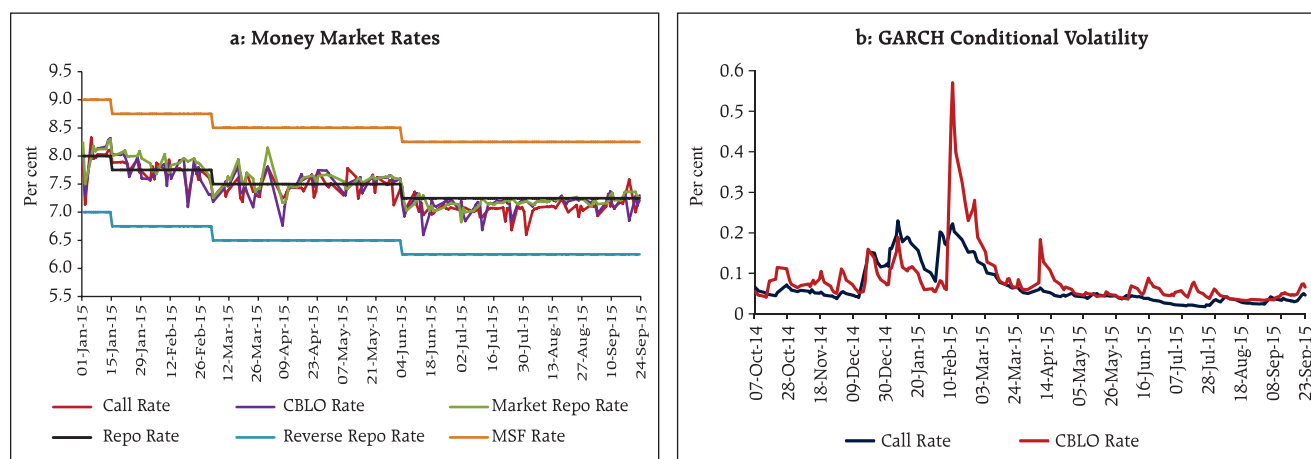 a: Money Market Rates
Per cent
9.5
9.0
8.5
8.0
7.5
7.0
6.5
6.0
5.5
01-Jan-15
15-Jan-15
29-Jan-15
12-Feb-15
26-Feb-15
12-Mar-15
26-Mar-15
09-Apr-15
23-Apr-15
07-May-15
21-May-15
04-Jun-15
18-Jun-15
02-Jul-15
16-Jul-15
30-Jul-15
13-Aug-15
27-Aug-15
10-Sep-15
24-Sep-15
Call Rate CBLO Rate Market Repo Rate
Repo Rate Reverse Repo Rate MSF Rate
b: GARCH Conditional Volatility
Per cent
0.6
0.5
0.4
0.3
0.2
0.1
0
07-Oct-14
28-Oct-14
18-Nov-14
09-Dec-14
30-Dec-14
20-Jan-15
10-Feb-15
03-Mar-15
24-Mar-15
14-Apr-15
05-May-15
26-May-15
16-Jun-15
07-Jul-15
28-Jul-15
18-Aug-15
08-Sep-15
23-Sep-15
Call Rate CBLO Rate